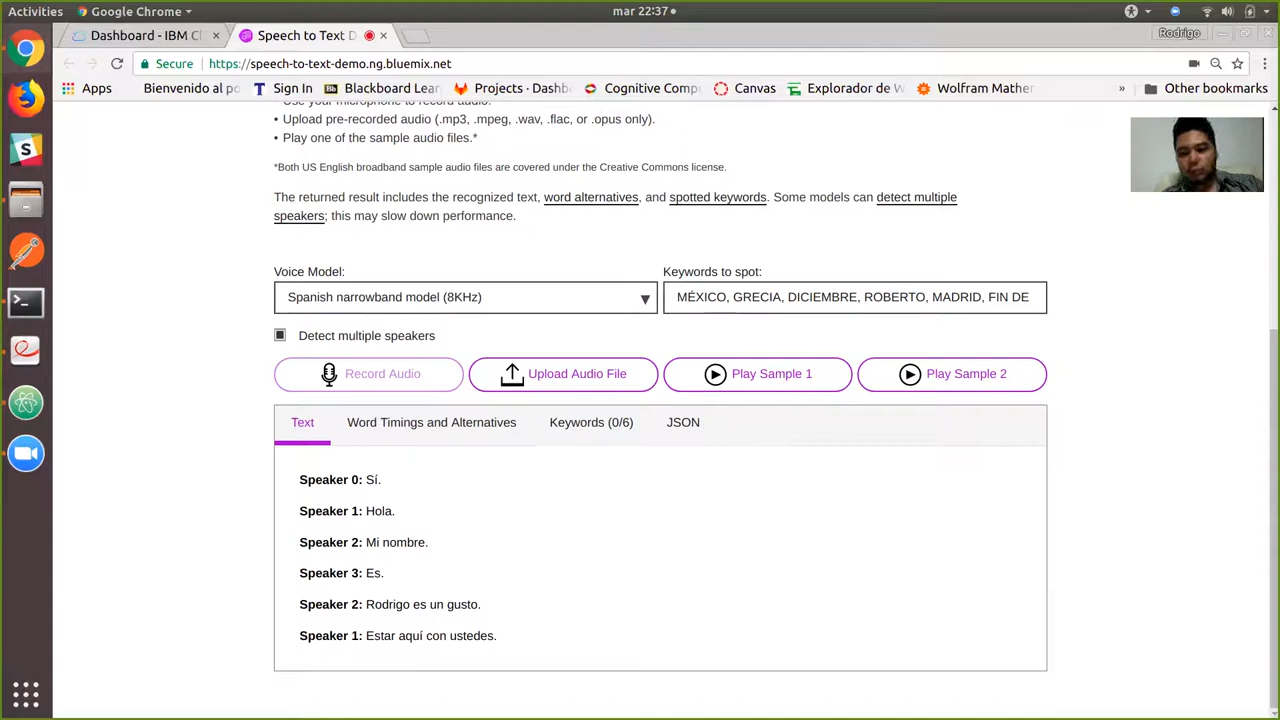 Activities Google Chrome mar 22:37
Dashboard - IBM Cl Speech to Text D Rodrigo
Secure https://speech-to-text-demo.ng.bluemix.net
Apps Bienvenido al po Sign In Blackboard Lear Projects · Dashb Cognitive Comp Canvas Explorador de W Wolfram Mather » Other bookmarks
• Use your microphone to record audio.
• Upload pre-recorded audio (.mp3, .mpeg, .wav, .flac, or .opus only).
• Play one of the sample audio files.*
*Both US English broadband sample audio files are covered under the Creative Commons license.
The returned result includes the recognized text, word alternatives, and spotted keywords. Some models can detect multiple
speakers; this may slow down performance.
Voice Model: Keywords to spot:
Spanish narrowband model (8KHz) MÉXICO, GRECIA, DICIEMBRE, ROBERTO, MADRID, FIN DE
Detect multiple speakers
Record Audio Upload Audio File Play Sample 1 Play Sample 2
Text Word Timings and Alternatives Keywords (0/6) JSON
Speaker 0: Sí.
Speaker 1: Hola.
Speaker 2: Mi nombre.
Speaker 3: Es.
Speaker 2: Rodrigo es un gusto.
Speaker 1: Estar aquí con ustedes.